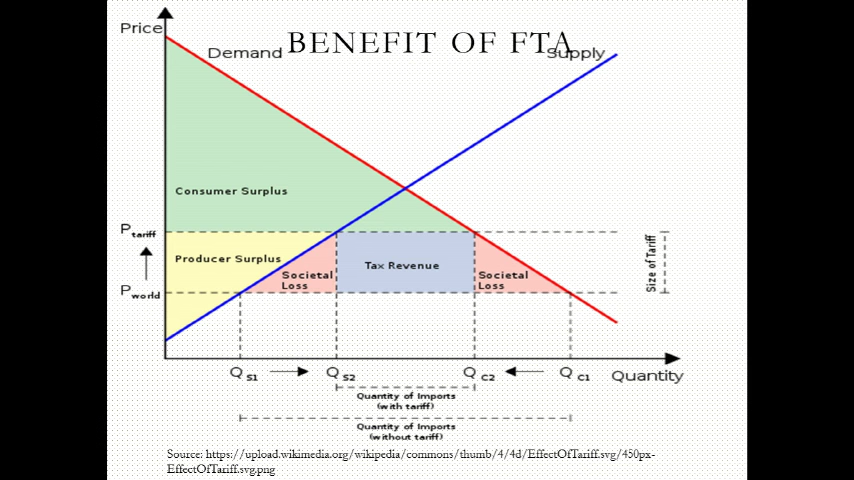 BENEFIT OF FTA
Price
Demand
Supply
Consumer Surplus
P tariff
Producer Surplus
Tax Revenue
Societal
Loss
Societal
Loss
Size of Tariff
P world
Q S1
Q S2
Q C2
Q C1
Quantity
Quantity of Imports
(with tariff)
Quantity of Imports
(without tariff)
Source: https://upload.wikimedia.org/wikipedia/commons/thumb/4/4d/EffectOfTariff.svg/450px-
EffectOfTariff.svg.png